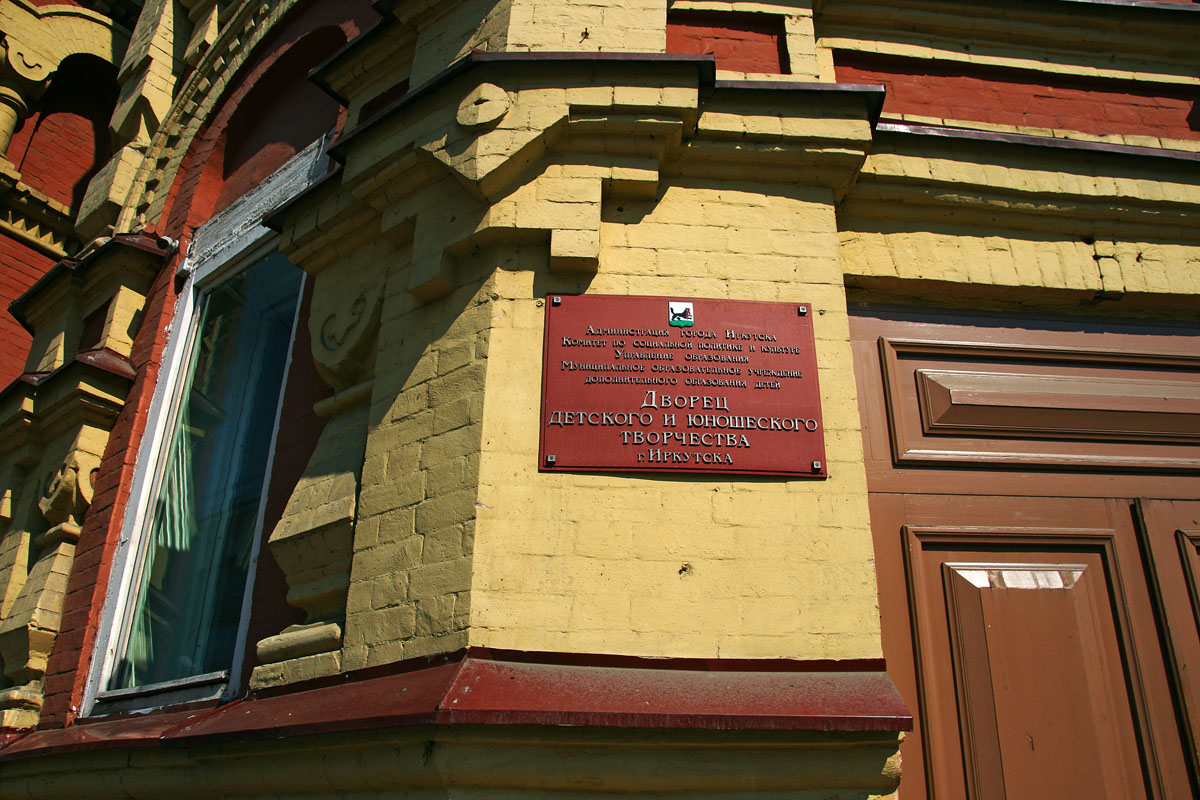 Администрация города Иркутска
Комитет по социальной политике и культуре
Управление образования
Муниципальное образовательное учреждение
дополнительного образования детей
Дворец
детского и юношеского
творчества
г. Иркутска